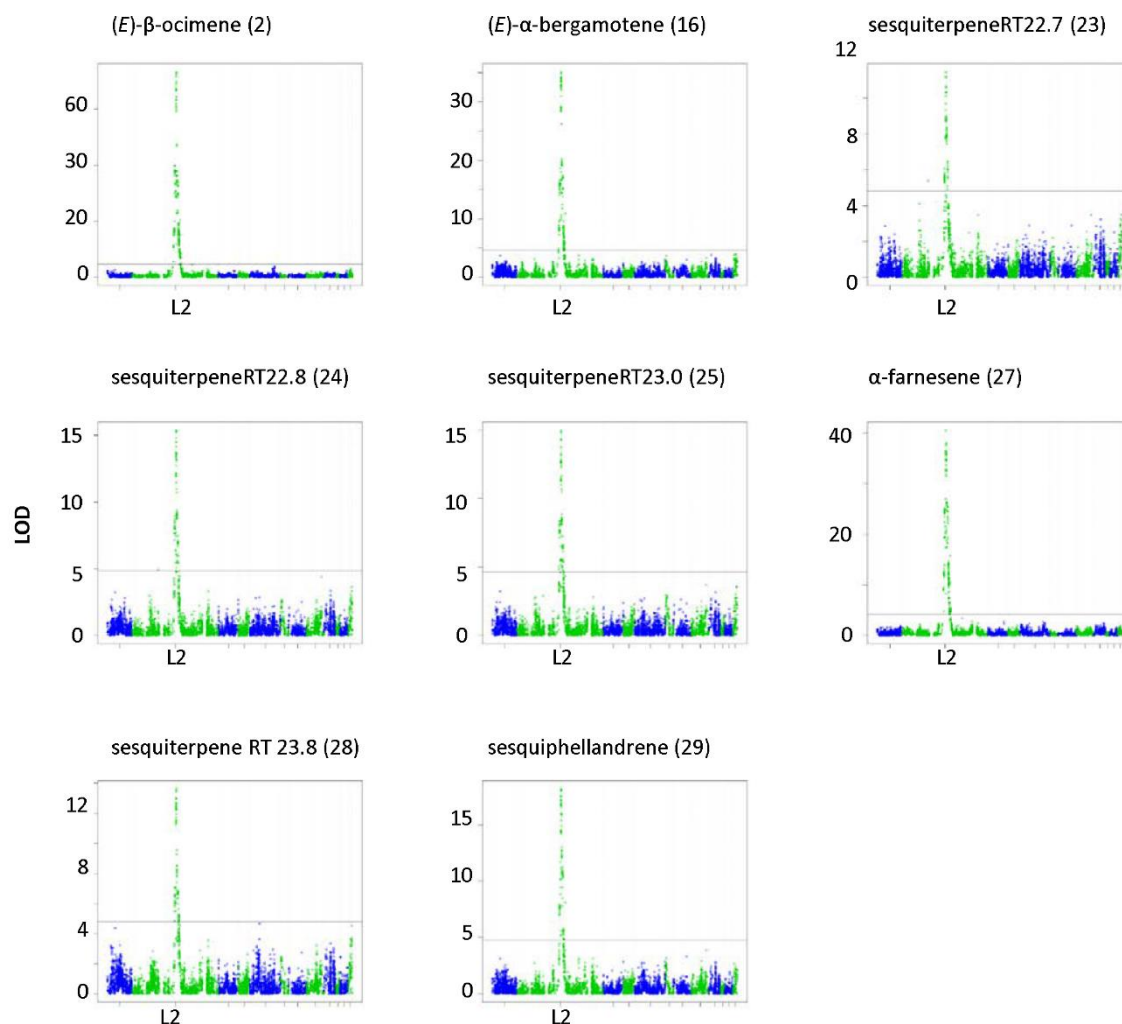 (E)-β-ocimene (2)
60
30
20
0
L2
(E)-α-bergamotene (16)
30
20
10
0
L2
sesquiterpeneRT22.7 (23)
12
8
4
0
L2
sesquiterpeneRT22.8 (24)
15
10
5
0
L2
sesquiterpeneRT23.0 (25)
15
10
5
0
L2
α-farnesene (27)
40
20
0
L2
LOD
sesquiterpene RT 23.8 (28)
12
8
4
0
L2
sesquiphellandrene (29)
15
10
5
0
L2